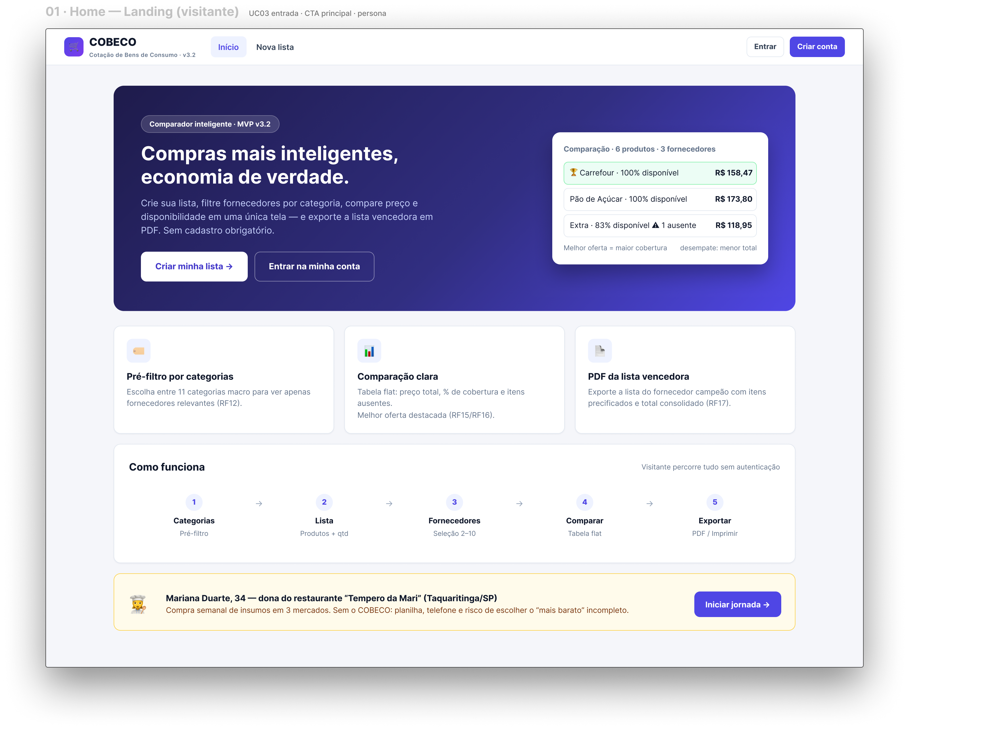 01 · Home — Landing (visitante)
UC03 entrada · CTA principal · persona
COBECO
Cotação de Bens de Consumo · v3.2
Início
Nova lista
Entrar
Criar conta
Comparador inteligente · MVP v3.2
Compras mais inteligentes,
economia de verdade.
Crie sua lista, filtre fornecedores por categoria, compare preço e
disponibilidade em uma única tela — e exporte a lista vencedora em
PDF. Sem cadastro obrigatório.
Criar minha lista →
Entrar na minha conta
Comparação · 6 produtos · 3 fornecedores
🏆 Carrefour · 100% disponível R$ 158,47
Pão de Açúcar · 100% disponível R$ 173,80
Extra · 83% disponível ⚠ 1 ausente R$ 118,95
Melhor oferta = maior cobertura desempate: menor total
Pré-filtro por categorias
Escolha entre 11 categorias macro para ver apenas
fornecedores relevantes (RF12).
Comparação clara
Tabela flat: preço total, % de cobertura e itens
ausentes.
Melhor oferta destacada (RF15/RF16).
PDF da lista vencedora
Exporte a lista do fornecedor campeão com itens
precificados e total consolidado (RF17).
Como funciona
Visitante percorre tudo sem autenticação
1
Categorias
Pré-filtro
→
2
Lista
Produtos + qtd
→
3
Fornecedores
Seleção 2–10
→
4
Comparar
Tabela flat
→
5
Exportar
PDF / Imprimir
Mariana Duarte, 34 — dona do restaurante “Tempero da Mari” (Taquaritinga/SP)
Compra semanal de insumos em 3 mercados. Sem o COBECO: planilha, telefone e risco de escolher o “mais barato” incompleto.
Iniciar jornada →